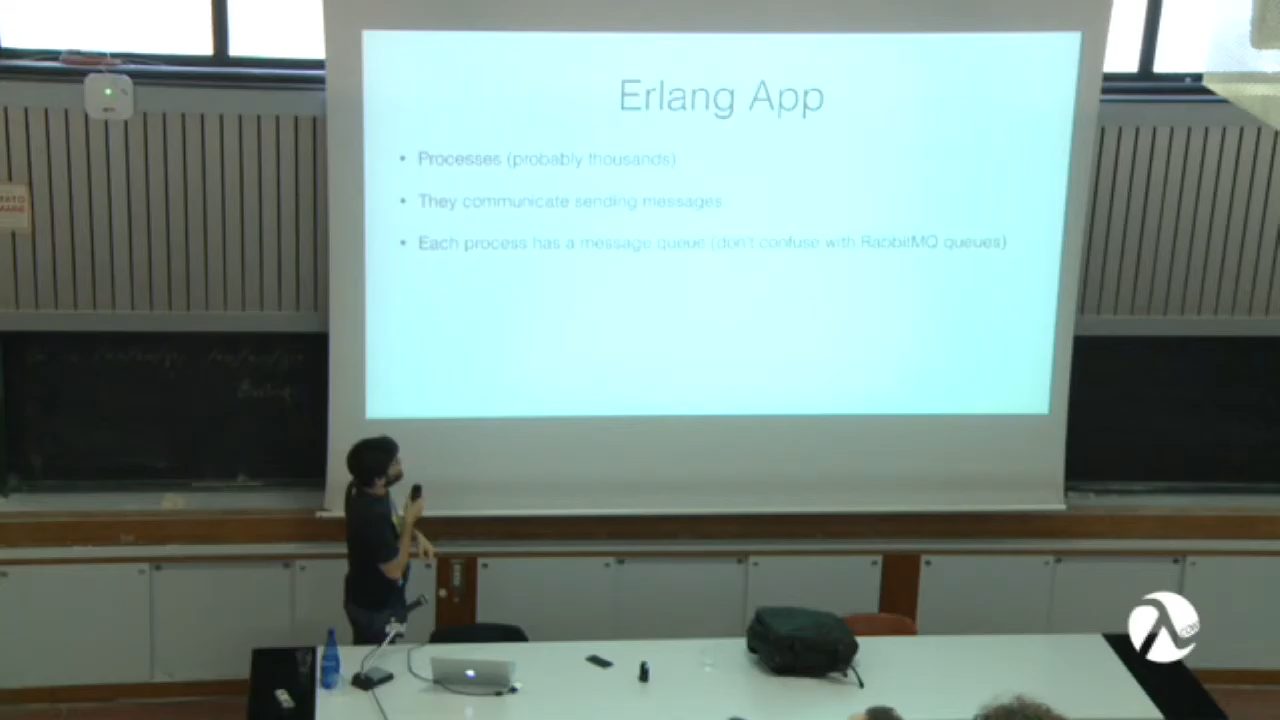 Erlang App
• Processes (probably thousands)
• They communicate sending messages
• Each process has a message queue (don't confuse with RabbitMQ queues)
λ
COM